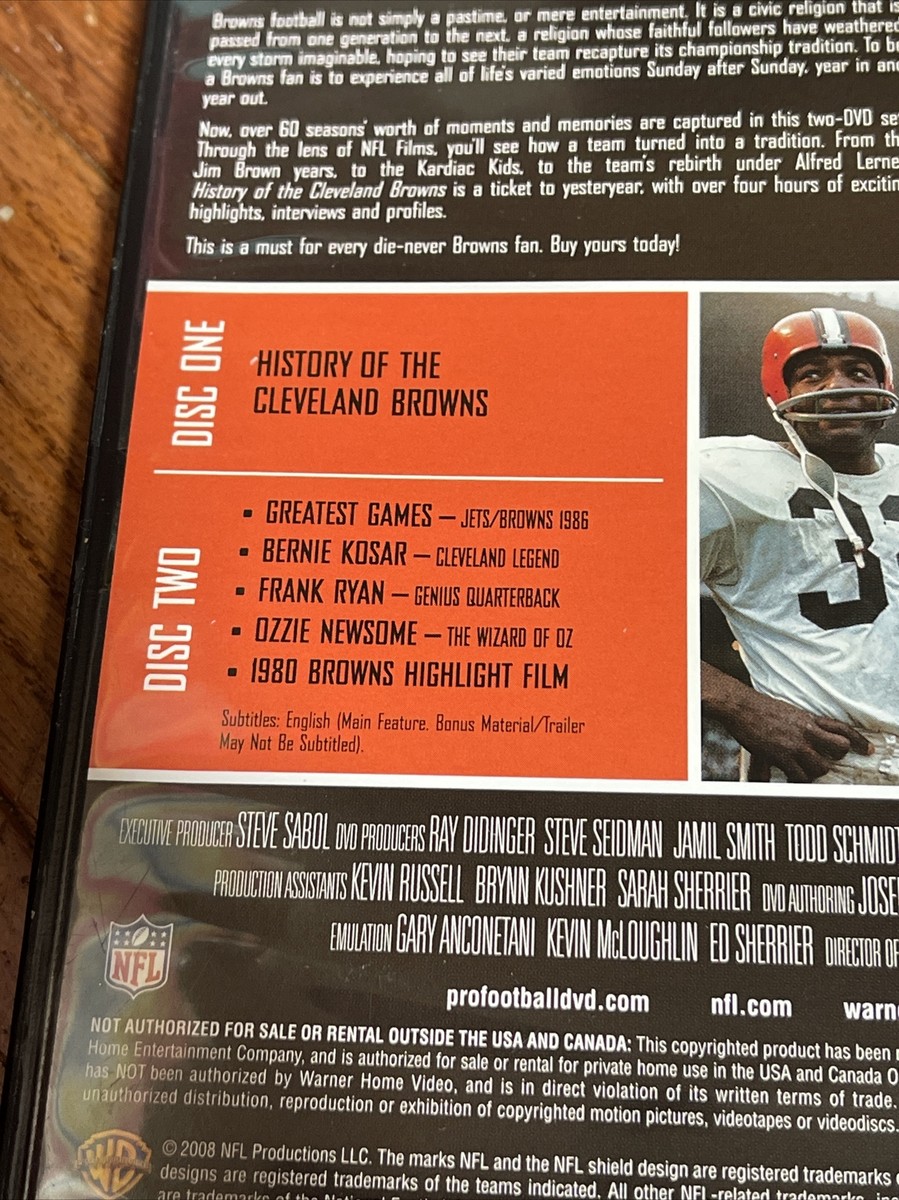 Browns football is not simply a pastime, or mere entertainment. It is a civic religion that is
passed from one generation to the next, a religion whose faithful followers have weathered
every storm imaginable, hoping to see their team recapture its championship tradition. To be
a Browns fan is to experience all of life's varied emotions Sunday after Sunday, year in and
year out.
Now, over 60 seasons' worth of moments and memories are captured in this two-DVD se
Through the lens of NFL Films, you'll see how a team turned into a tradition. From th
Jim Brown years, to the Kardiac Kids, to the team's rebirth under Alfred Lerne
History of the Cleveland Browns is a ticket to yesteryear, with over four hours of excitin
highlights, interviews and profiles.
This is a must for every die-never Browns fan. Buy yours today!
DISC ONE
HISTORY OF THE
CLEVELAND BROWNS
DISC TWO
▪ GREATEST GAMES – JETS/BROWNS 1986
▪ BERNIE KOSAR – CLEVELAND LEGEND
▪ FRANK RYAN – GENIUS QUARTERBACK
▪ OZZIE NEWSOME – THE WIZARD OF OZ
▪ 1980 BROWNS HIGHLIGHT FILM
Subtitles: English (Main Feature. Bonus Material/Trailer
May Not Be Subtitled).
32
EXECUTIVE PRODUCER STEVE SABOL DVD PRODUCERS RAY DIDINGER STEVE SEIDMAN JAMIL SMITH TODD SCHMIDT
PRODUCTION ASSISTANTS KEVIN RUSSELL BRYNN KUSHNER SARAH SHERRIER DVD AUTHORING JOSE
EMULATION GARY ANCONETANI KEVIN McLOUGHLIN ED SHERRIER DIRECTOR OF
NFL
profootballdvd.com nfl.com warne
NOT AUTHORIZED FOR SALE OR RENTAL OUTSIDE THE USA AND CANADA: This copyrighted product has been
Home Entertainment Company, and is authorized for sale or rental for private home use in the USA and Canada O
has NOT been authorized by Warner Home Video, and is in direct violation of its written terms of trade.
unauthorized distribution, reproduction or exhibition of copyrighted motion pictures, videotapes or videodiscs.
WB
© 2008 NFL Productions LLC. The marks NFL and the NFL shield design are registered trademarks
designs are registered trademarks of the teams indicated. All other NFL-related trademarks
are trademarks of the National